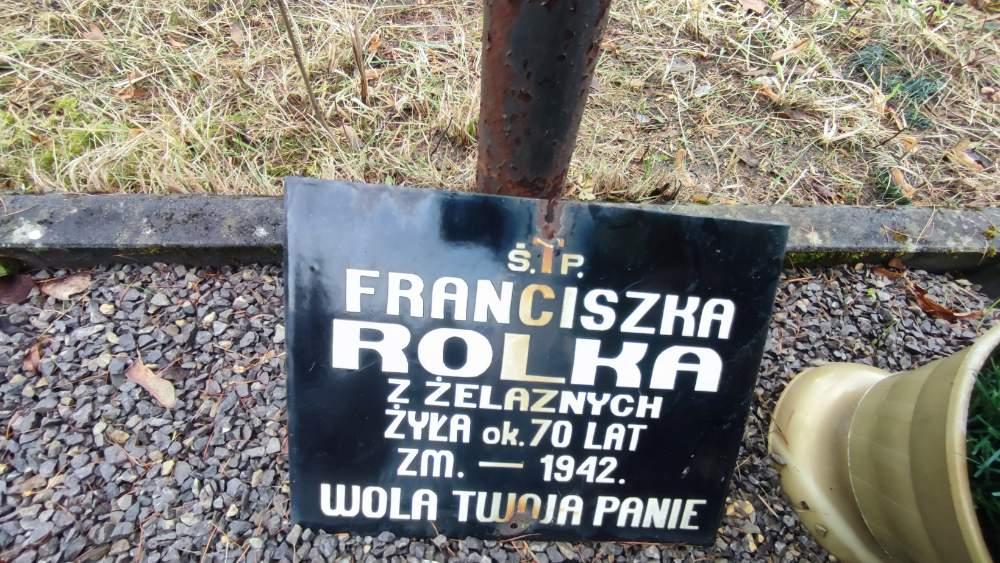 Ś. † P.
FRANCISZKA
ROLKA
Z ŻELAZNYCH
ŻYŁA ok. 70 LAT
ZM. — 1942.
WOLA TWOJA PANIE